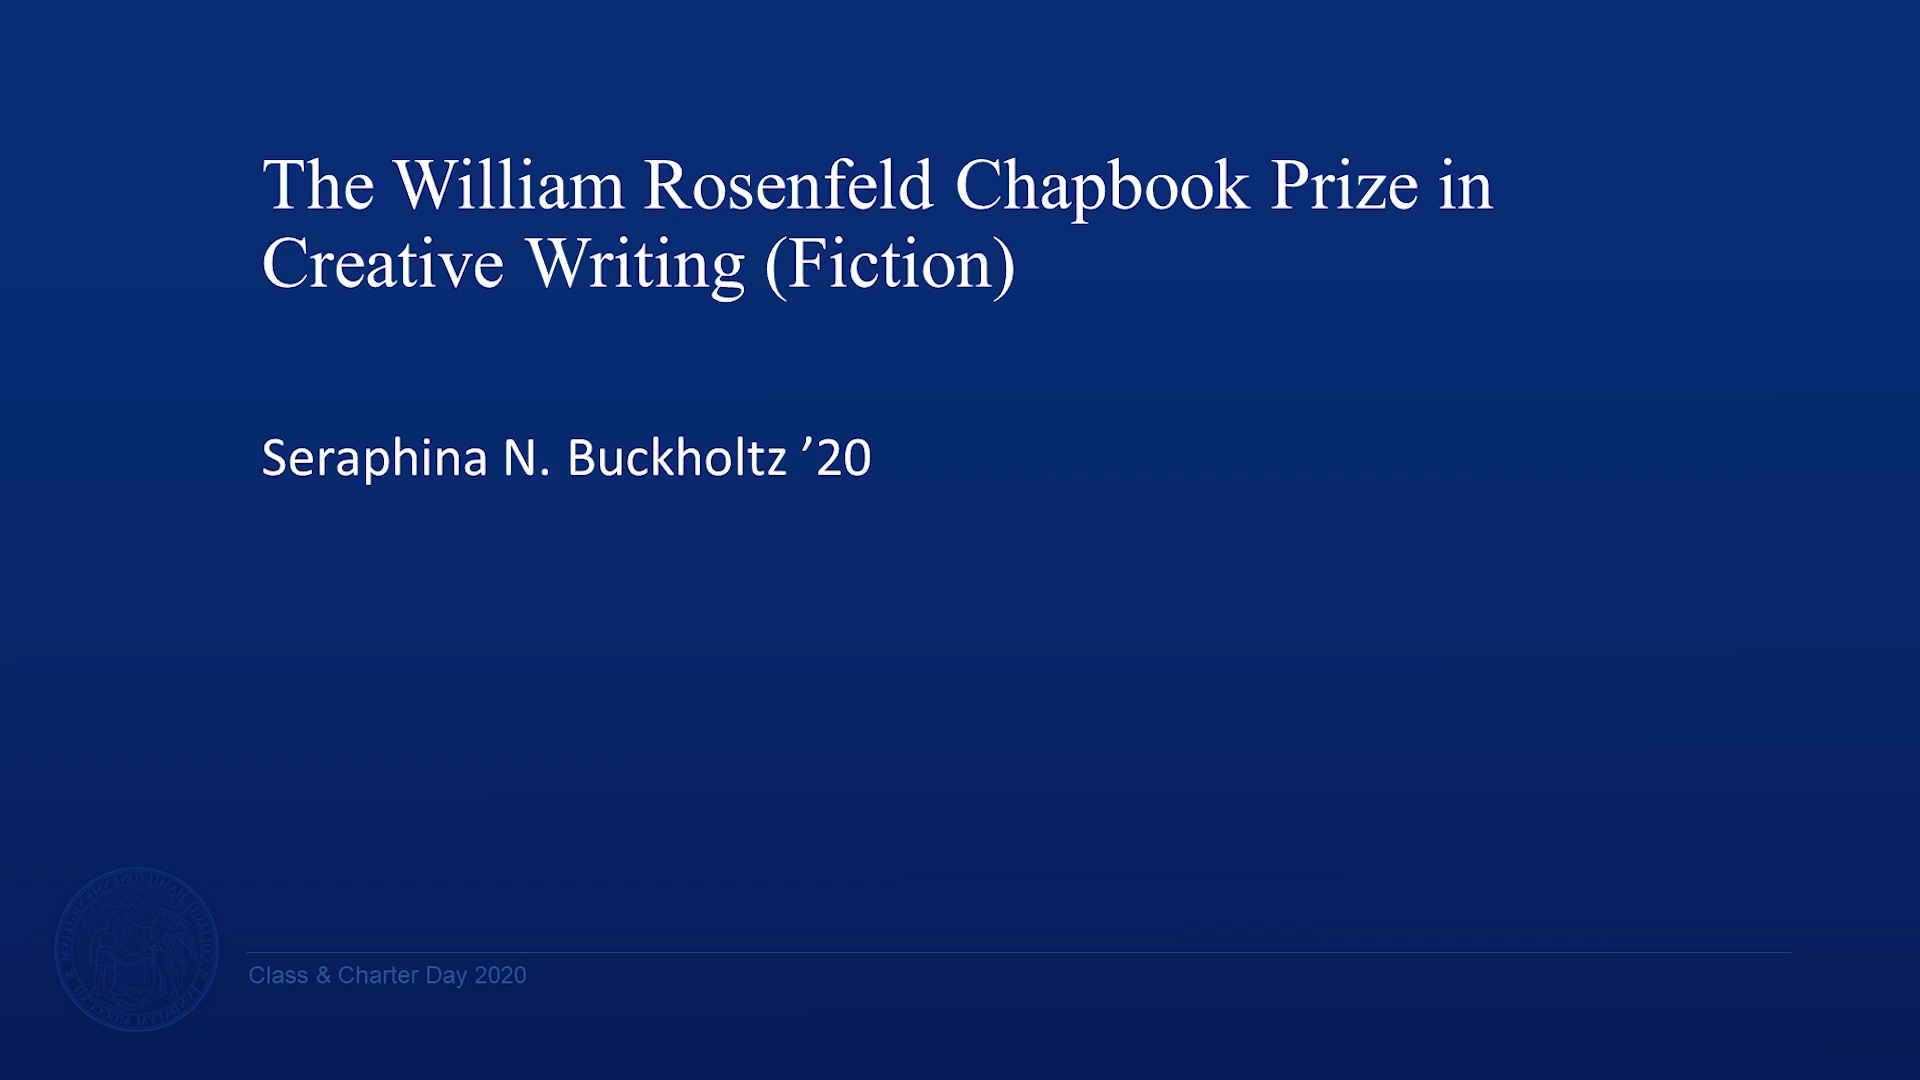 The William Rosenfeld Chapbook Prize in
Creative Writing (Fiction)
Seraphina N. Buckholtz ’20
Class & Charter Day 2020